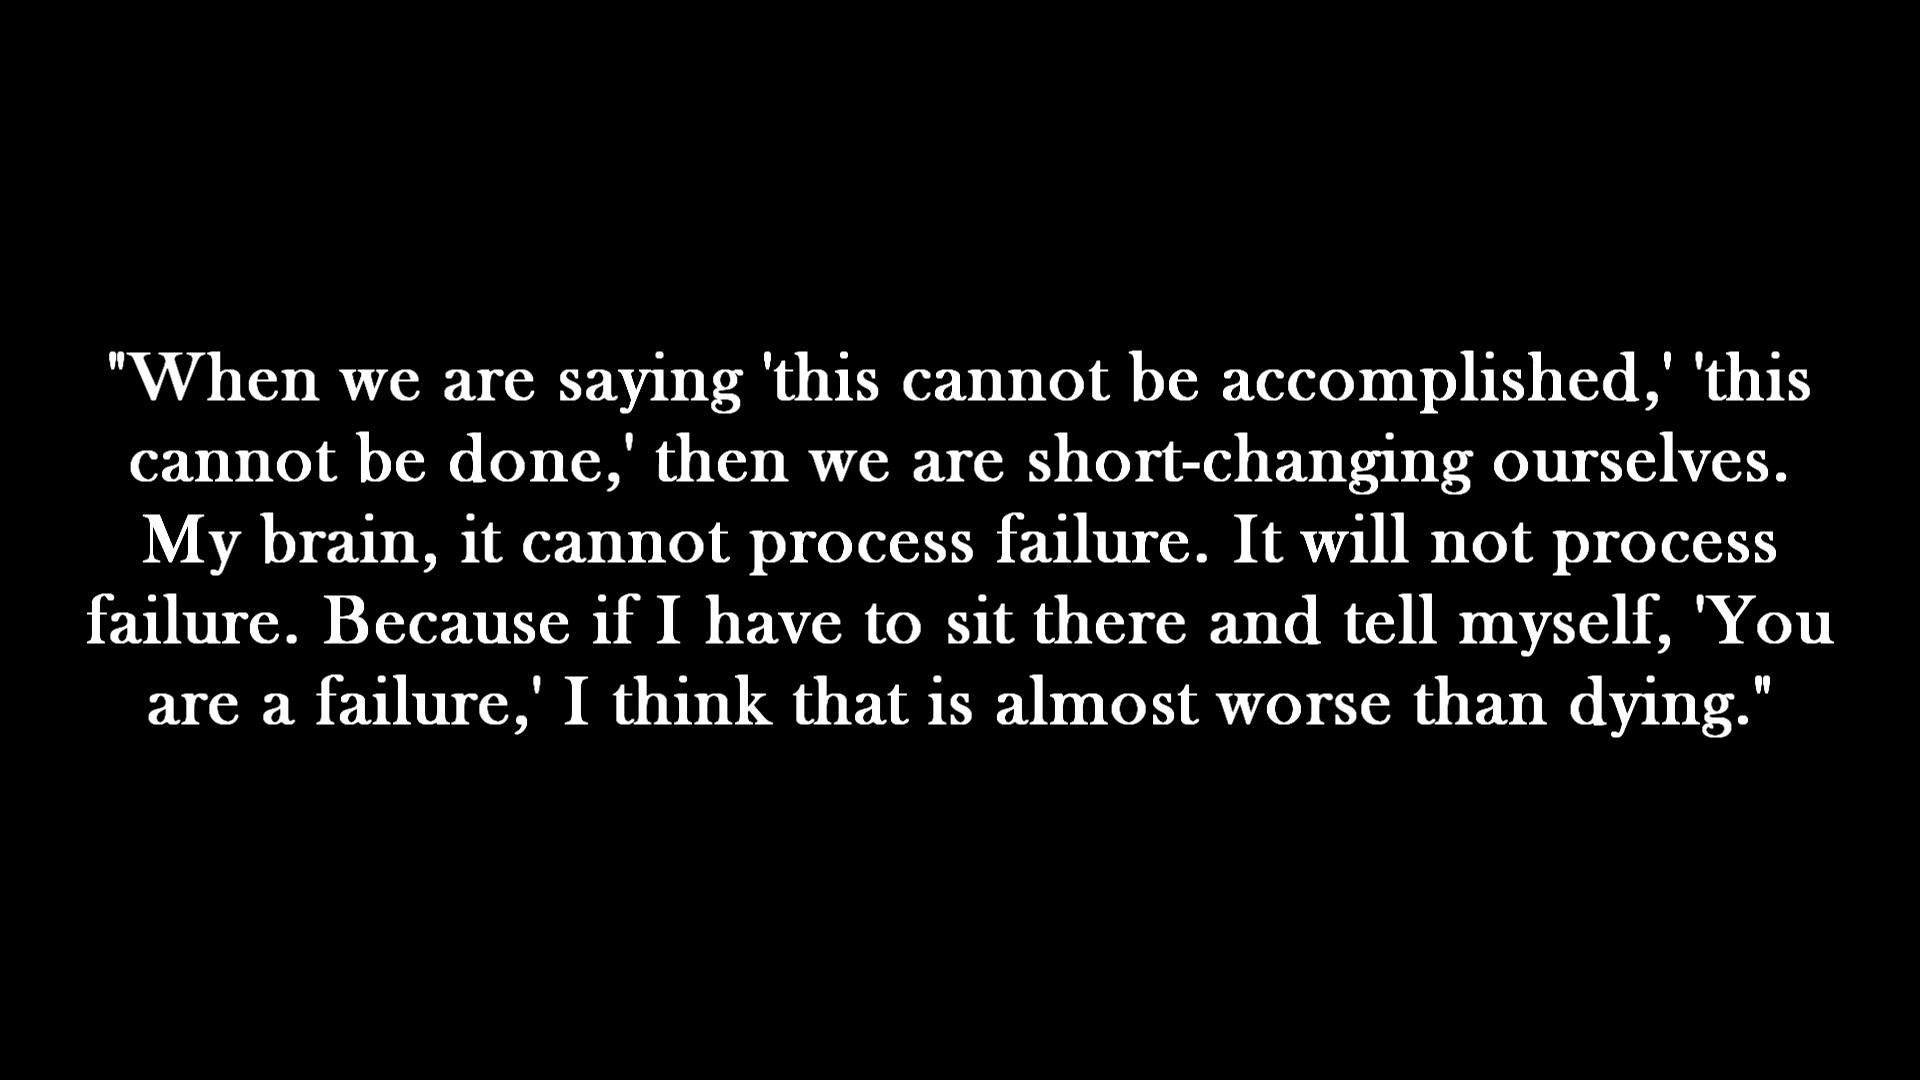 "When we are saying 'this cannot be accomplished,' 'this
cannot be done,' then we are short-changing ourselves.
My brain, it cannot process failure. It will not process
failure. Because if I have to sit there and tell myself, 'You
are a failure,' I think that is almost worse than dying."